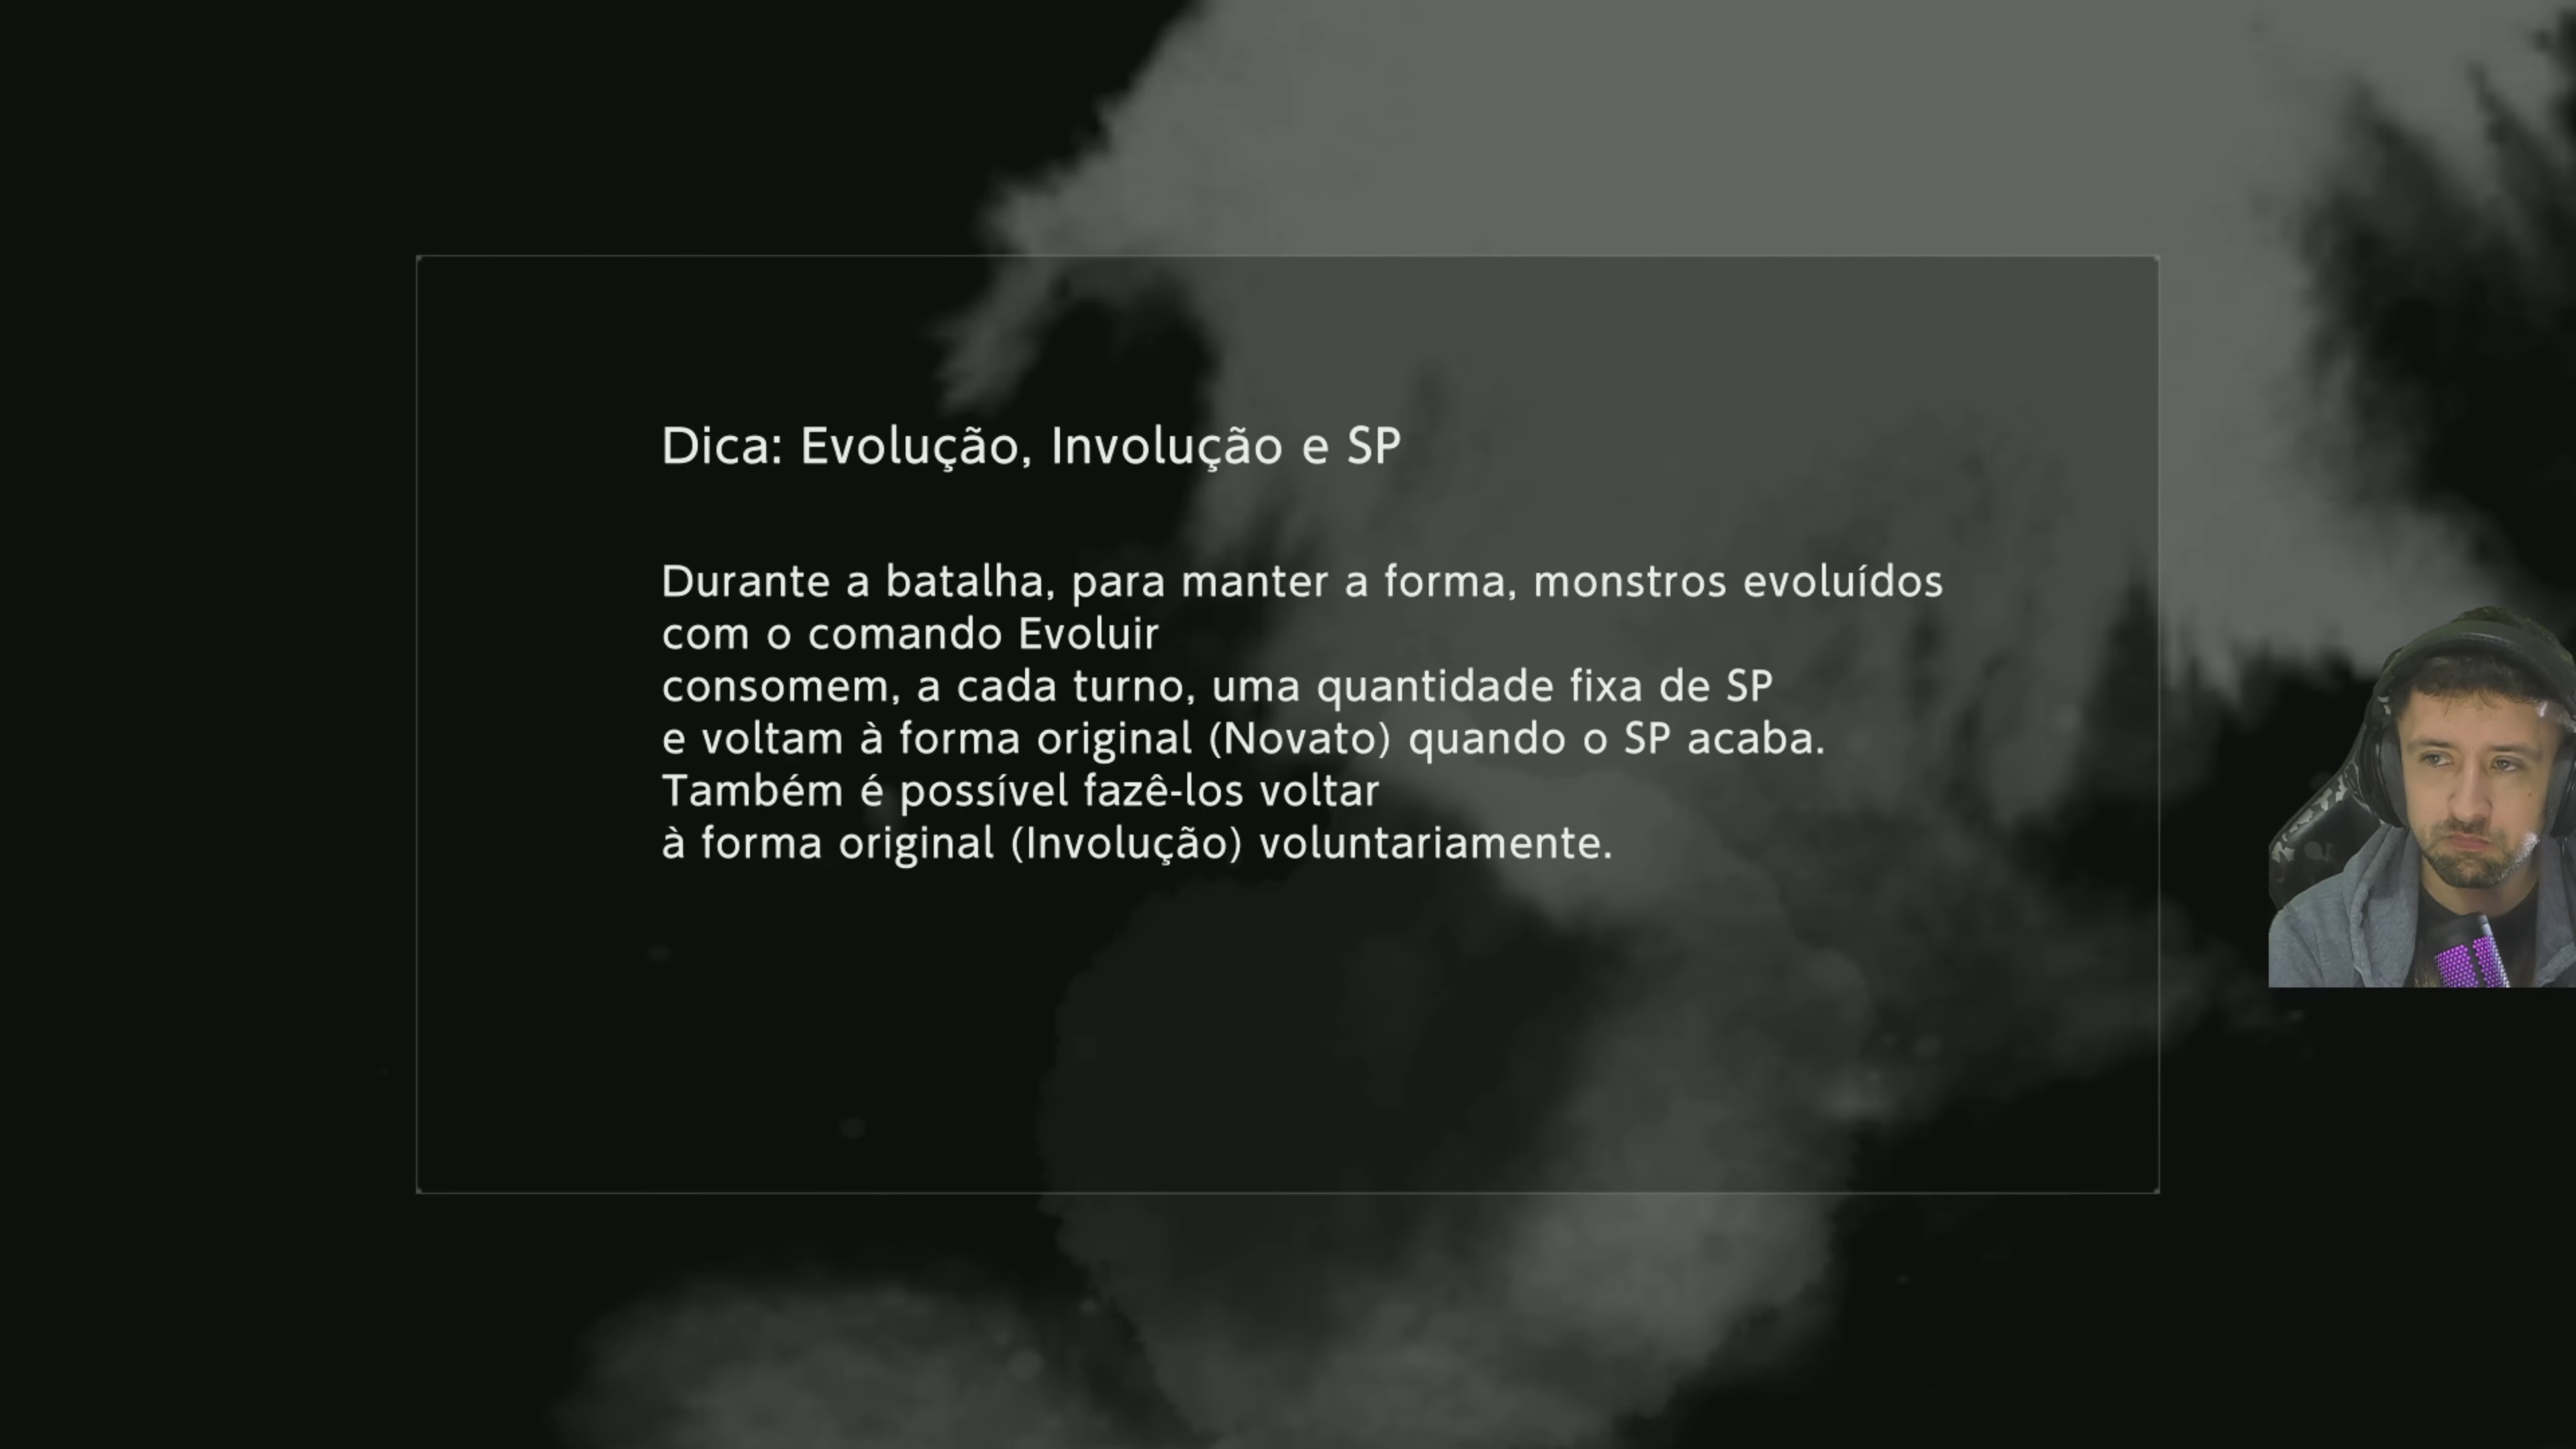 Dica: Evolução, Involução e SP
Durante a batalha, para manter a forma, monstros evoluídos
com o comando Evoluir
consomem, a cada turno, uma quantidade fixa de SP
e voltam à forma original (Novato) quando o SP acaba.
Também é possível fazê-los voltar
à forma original (Involução) voluntariamente.